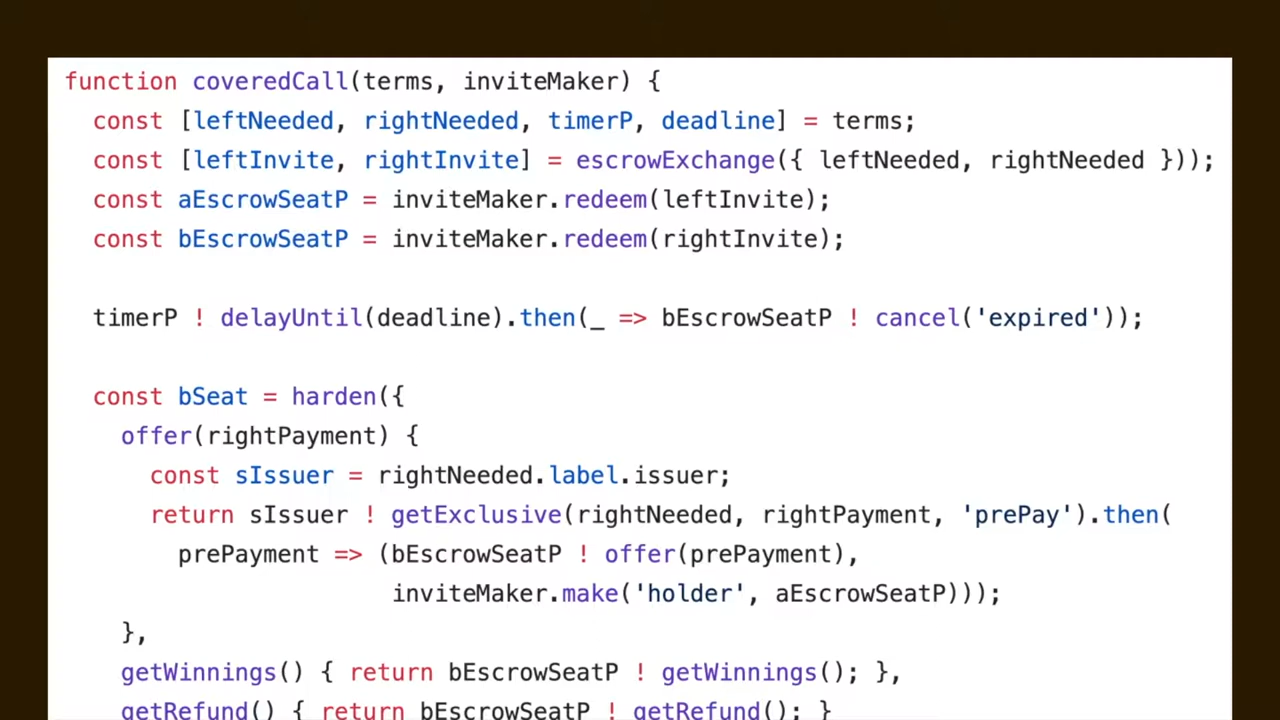 function coveredCall(terms, inviteMaker) {
const [leftNeeded, rightNeeded, timerP, deadline] = terms;
const [leftInvite, rightInvite] = escrowExchange({ leftNeeded, rightNeeded }));
const aEscrowSeatP = inviteMaker.redeem(leftInvite);
const bEscrowSeatP = inviteMaker.redeem(rightInvite);
timerP ! delayUntil(deadline).then(_ => bEscrowSeatP ! cancel('expired'));
const bSeat = harden({
offer(rightPayment) {
const sIssuer = rightNeeded.label.issuer;
return sIssuer ! getExclusive(rightNeeded, rightPayment, 'prePay').then(
prePayment => (bEscrowSeatP ! offer(prePayment),
inviteMaker.make('holder', aEscrowSeatP)));
},
getWinnings() { return bEscrowSeatP ! getWinnings(); },
getRefund() { return bEscrowSeatP ! getRefund(); }